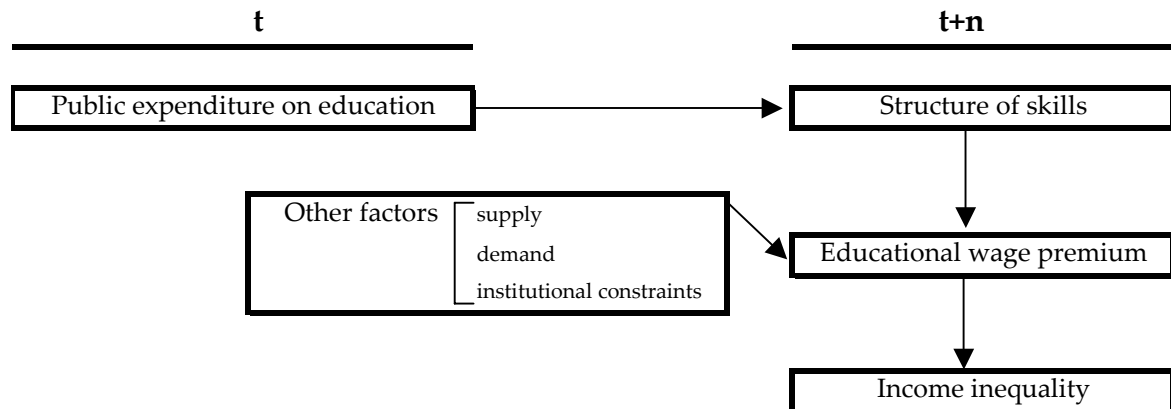 t
t+n
Public expenditure on education
Structure of skills
Other factors
supply
demand
institutional constraints
Educational wage premium
Income inequality